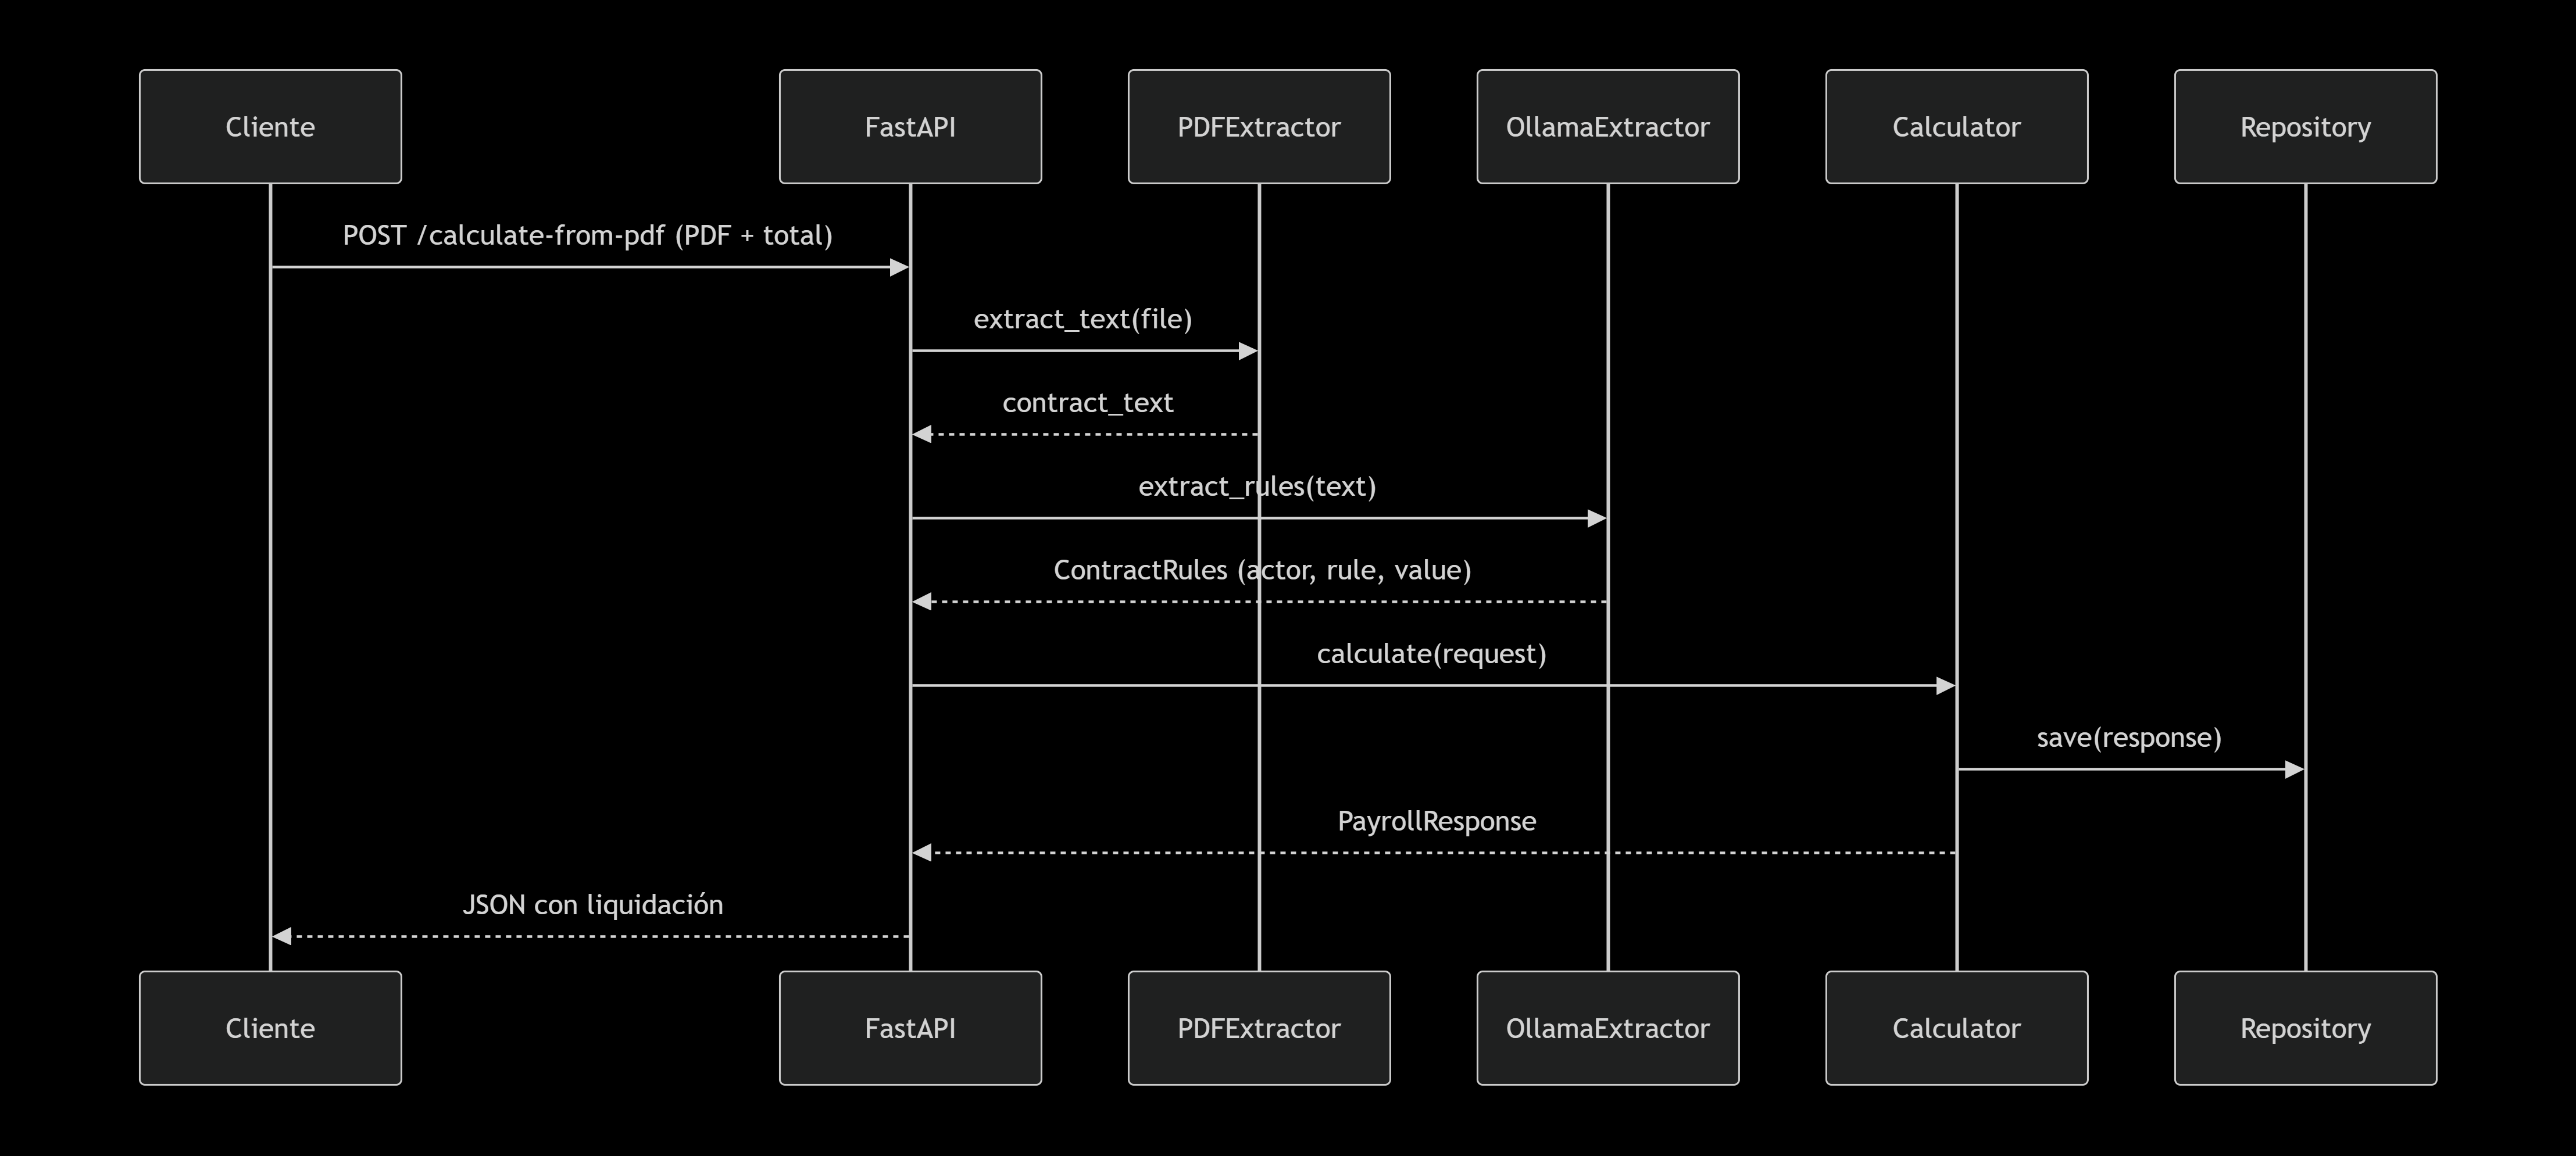 Cliente
FastAPI
PDFExtractor
OllamaExtractor
Calculator
Repository
POST /calculate-from-pdf (PDF + total)
extract_text(file)
contract_text
extract_rules(text)
ContractRules (actor, rule, value)
calculate(request)
save(response)
PayrollResponse
JSON con liquidación
Cliente
FastAPI
PDFExtractor
OllamaExtractor
Calculator
Repository